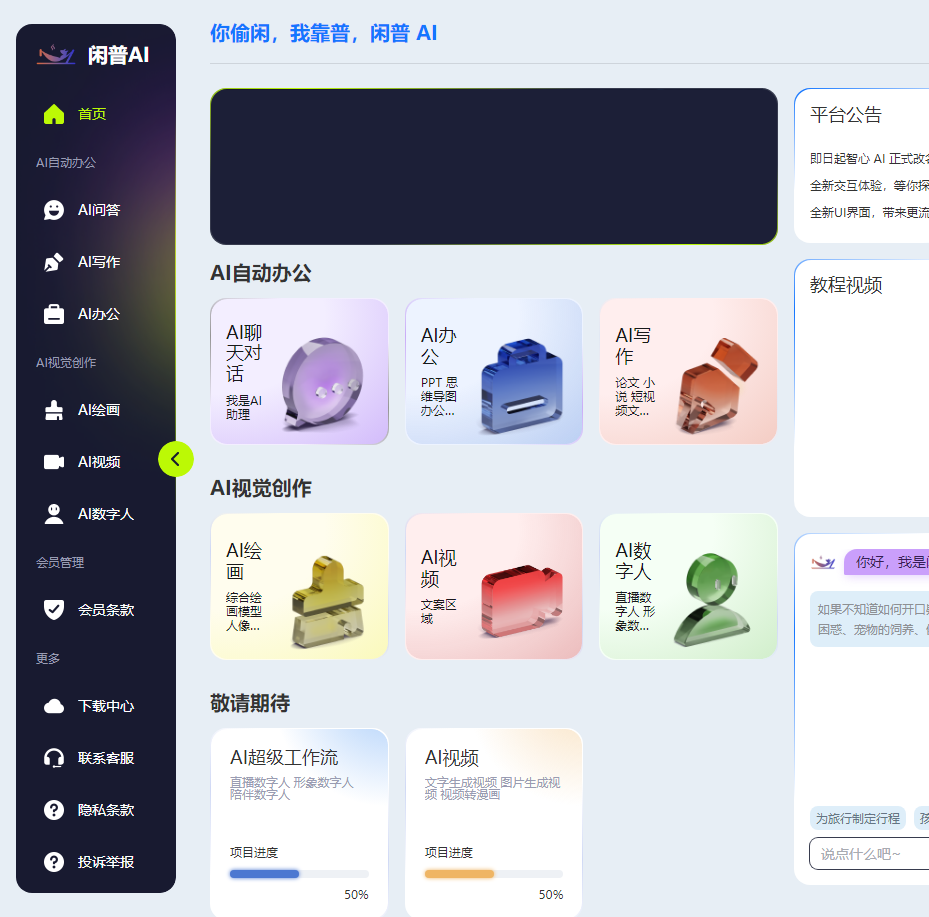 闲普AI
首页
AI自动办公
AI问答
AI写作
AI办公
AI视觉创作
AI绘画
AI视频
AI数字人
会员管理
会员条款
更多
下载中心
联系客服
隐私条款
投诉举报
你偷闲，我靠普，闲普 AI
AI自动办公
AI聊
天对
话
我是AI
助理
AI办
公
PPT 思
维导图
办公...
AI写
作
论文 小
说 短视
频文...
AI视觉创作
AI绘
画
综合绘
画模型
人像...
AI视
频
文案区
域
AI数
字人
直播数
字人 形
象数...
敬请期待
AI超级工作流
直播数字人 形象数字人
陪伴数字人
项目进度
50%
AI视频
文字生成视频 图片生成视
频 视频转漫画
项目进度
50%
平台公告
即日起智心 AI 正式改
全新交互体验，等你探
全新UI界面，带来更流
教程视频
你好，我是
如果不知道如何开口
困惑、宠物的饲养、
为旅行制定行程
说点什么吧~